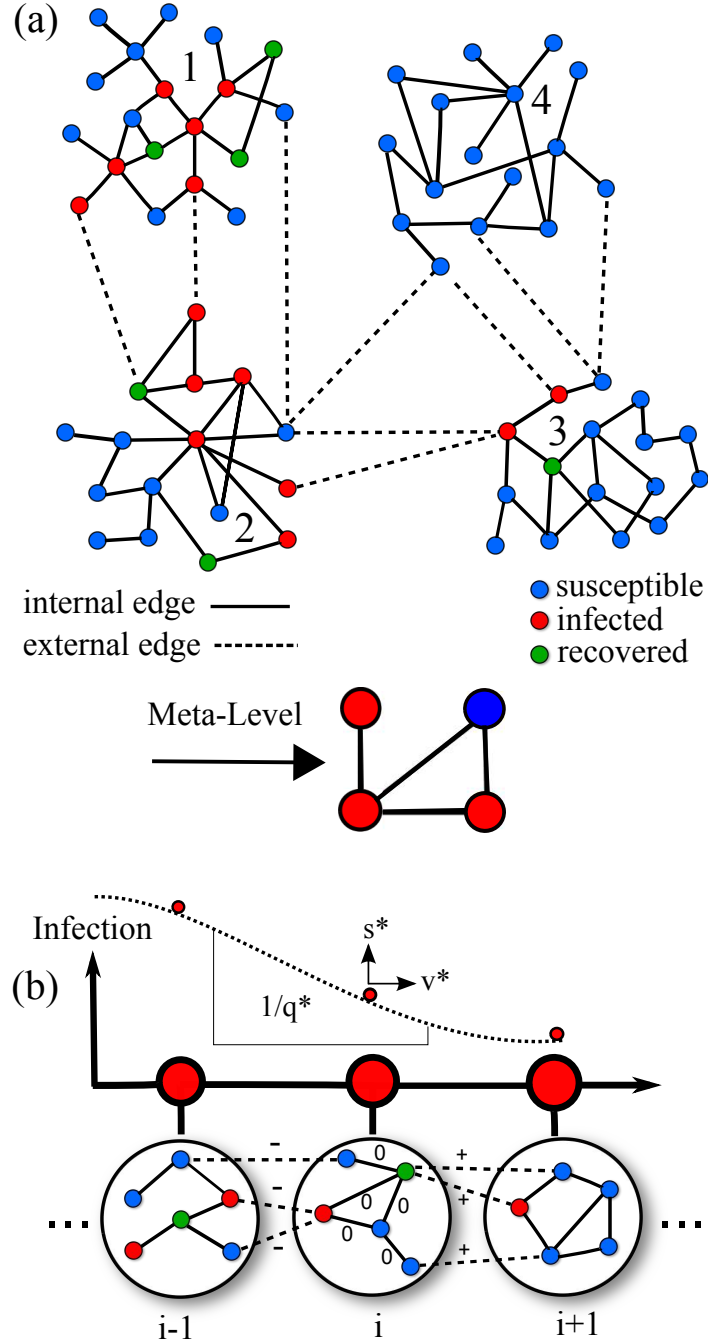 (a)
1
4
2
3
internal edge
external edge
susceptible
infected
recovered
Meta-Level
Infection
s*
v*
(b)
1/q*
- 0 +
- 0 0 +
0 0
- +
... ...
i-1 i i+1